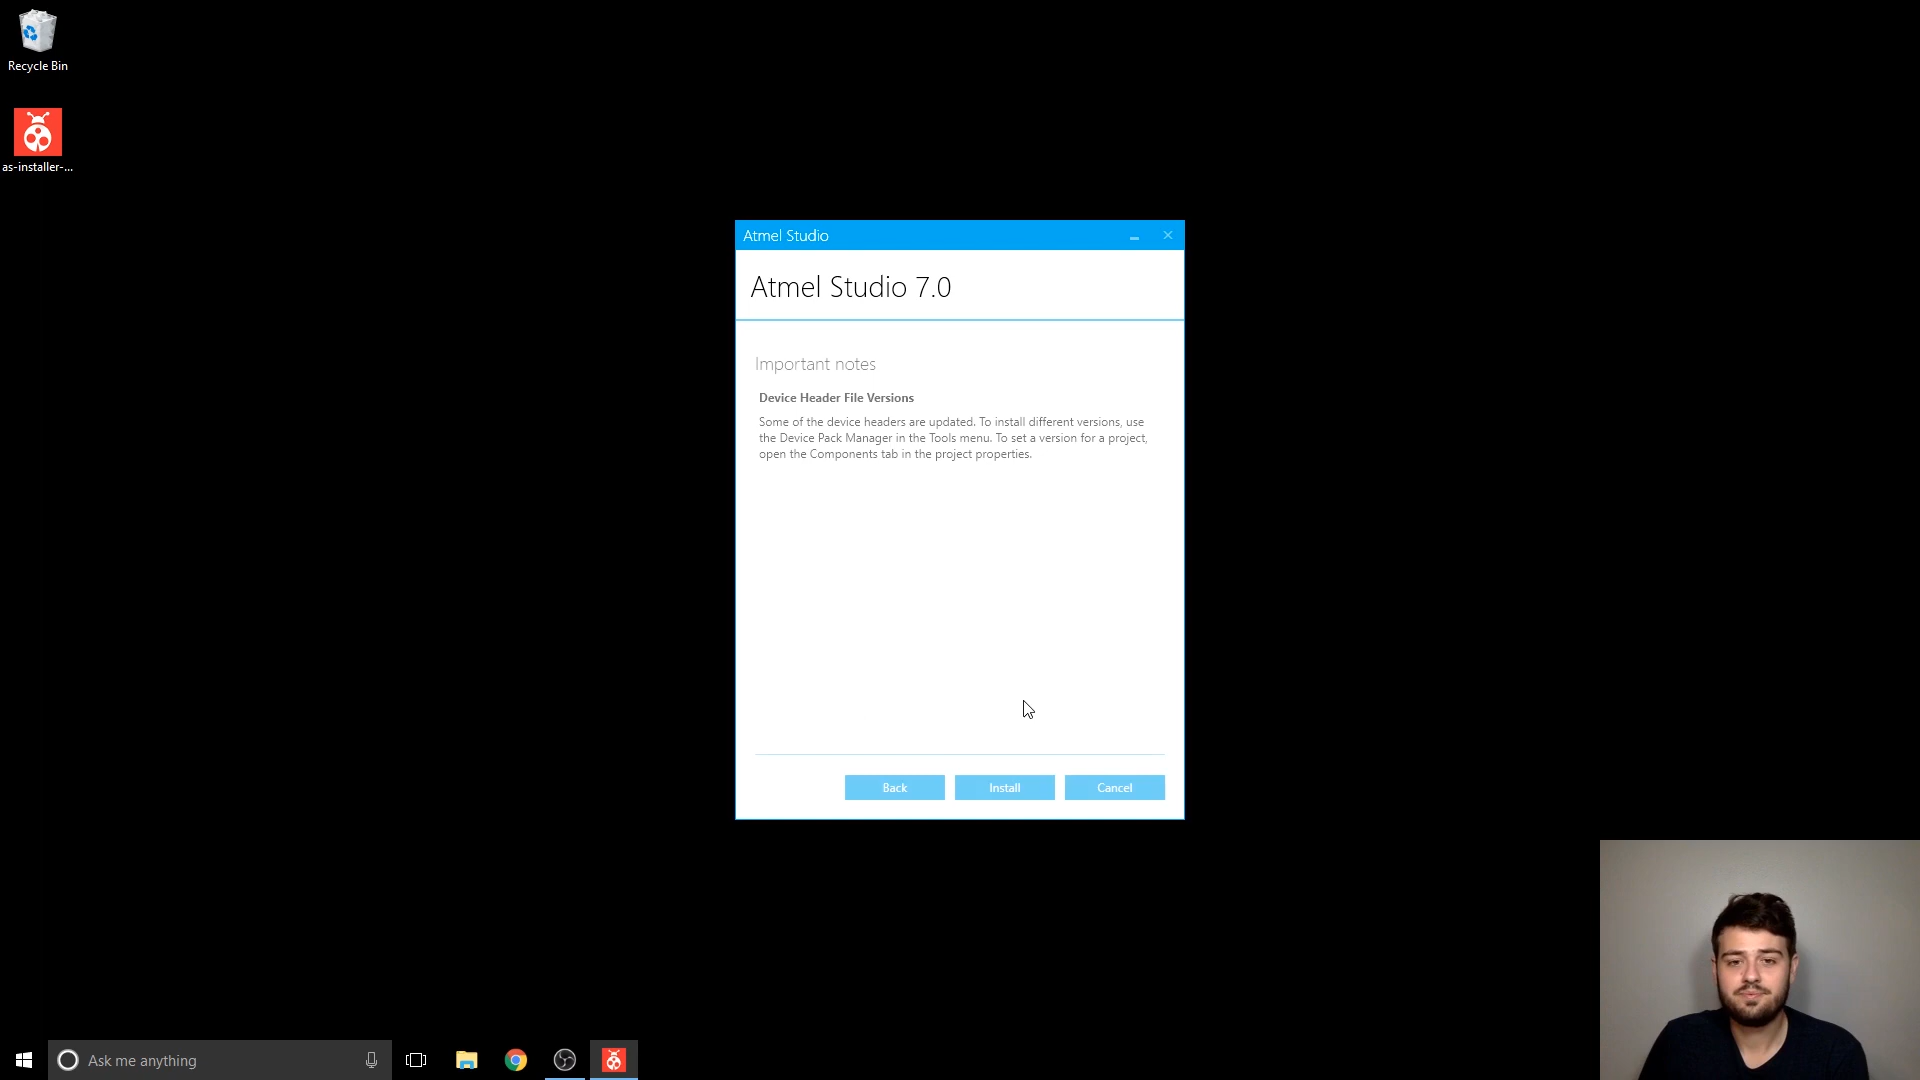 Recycle Bin
as-installer-...
Atmel Studio
Atmel Studio 7.0
Important notes
Device Header File Versions
Some of the device headers are updated. To install different versions, use
the Device Pack Manager in the Tools menu. To set a version for a project,
open the Components tab in the project properties.
Back
Install
Cancel
Ask me anything